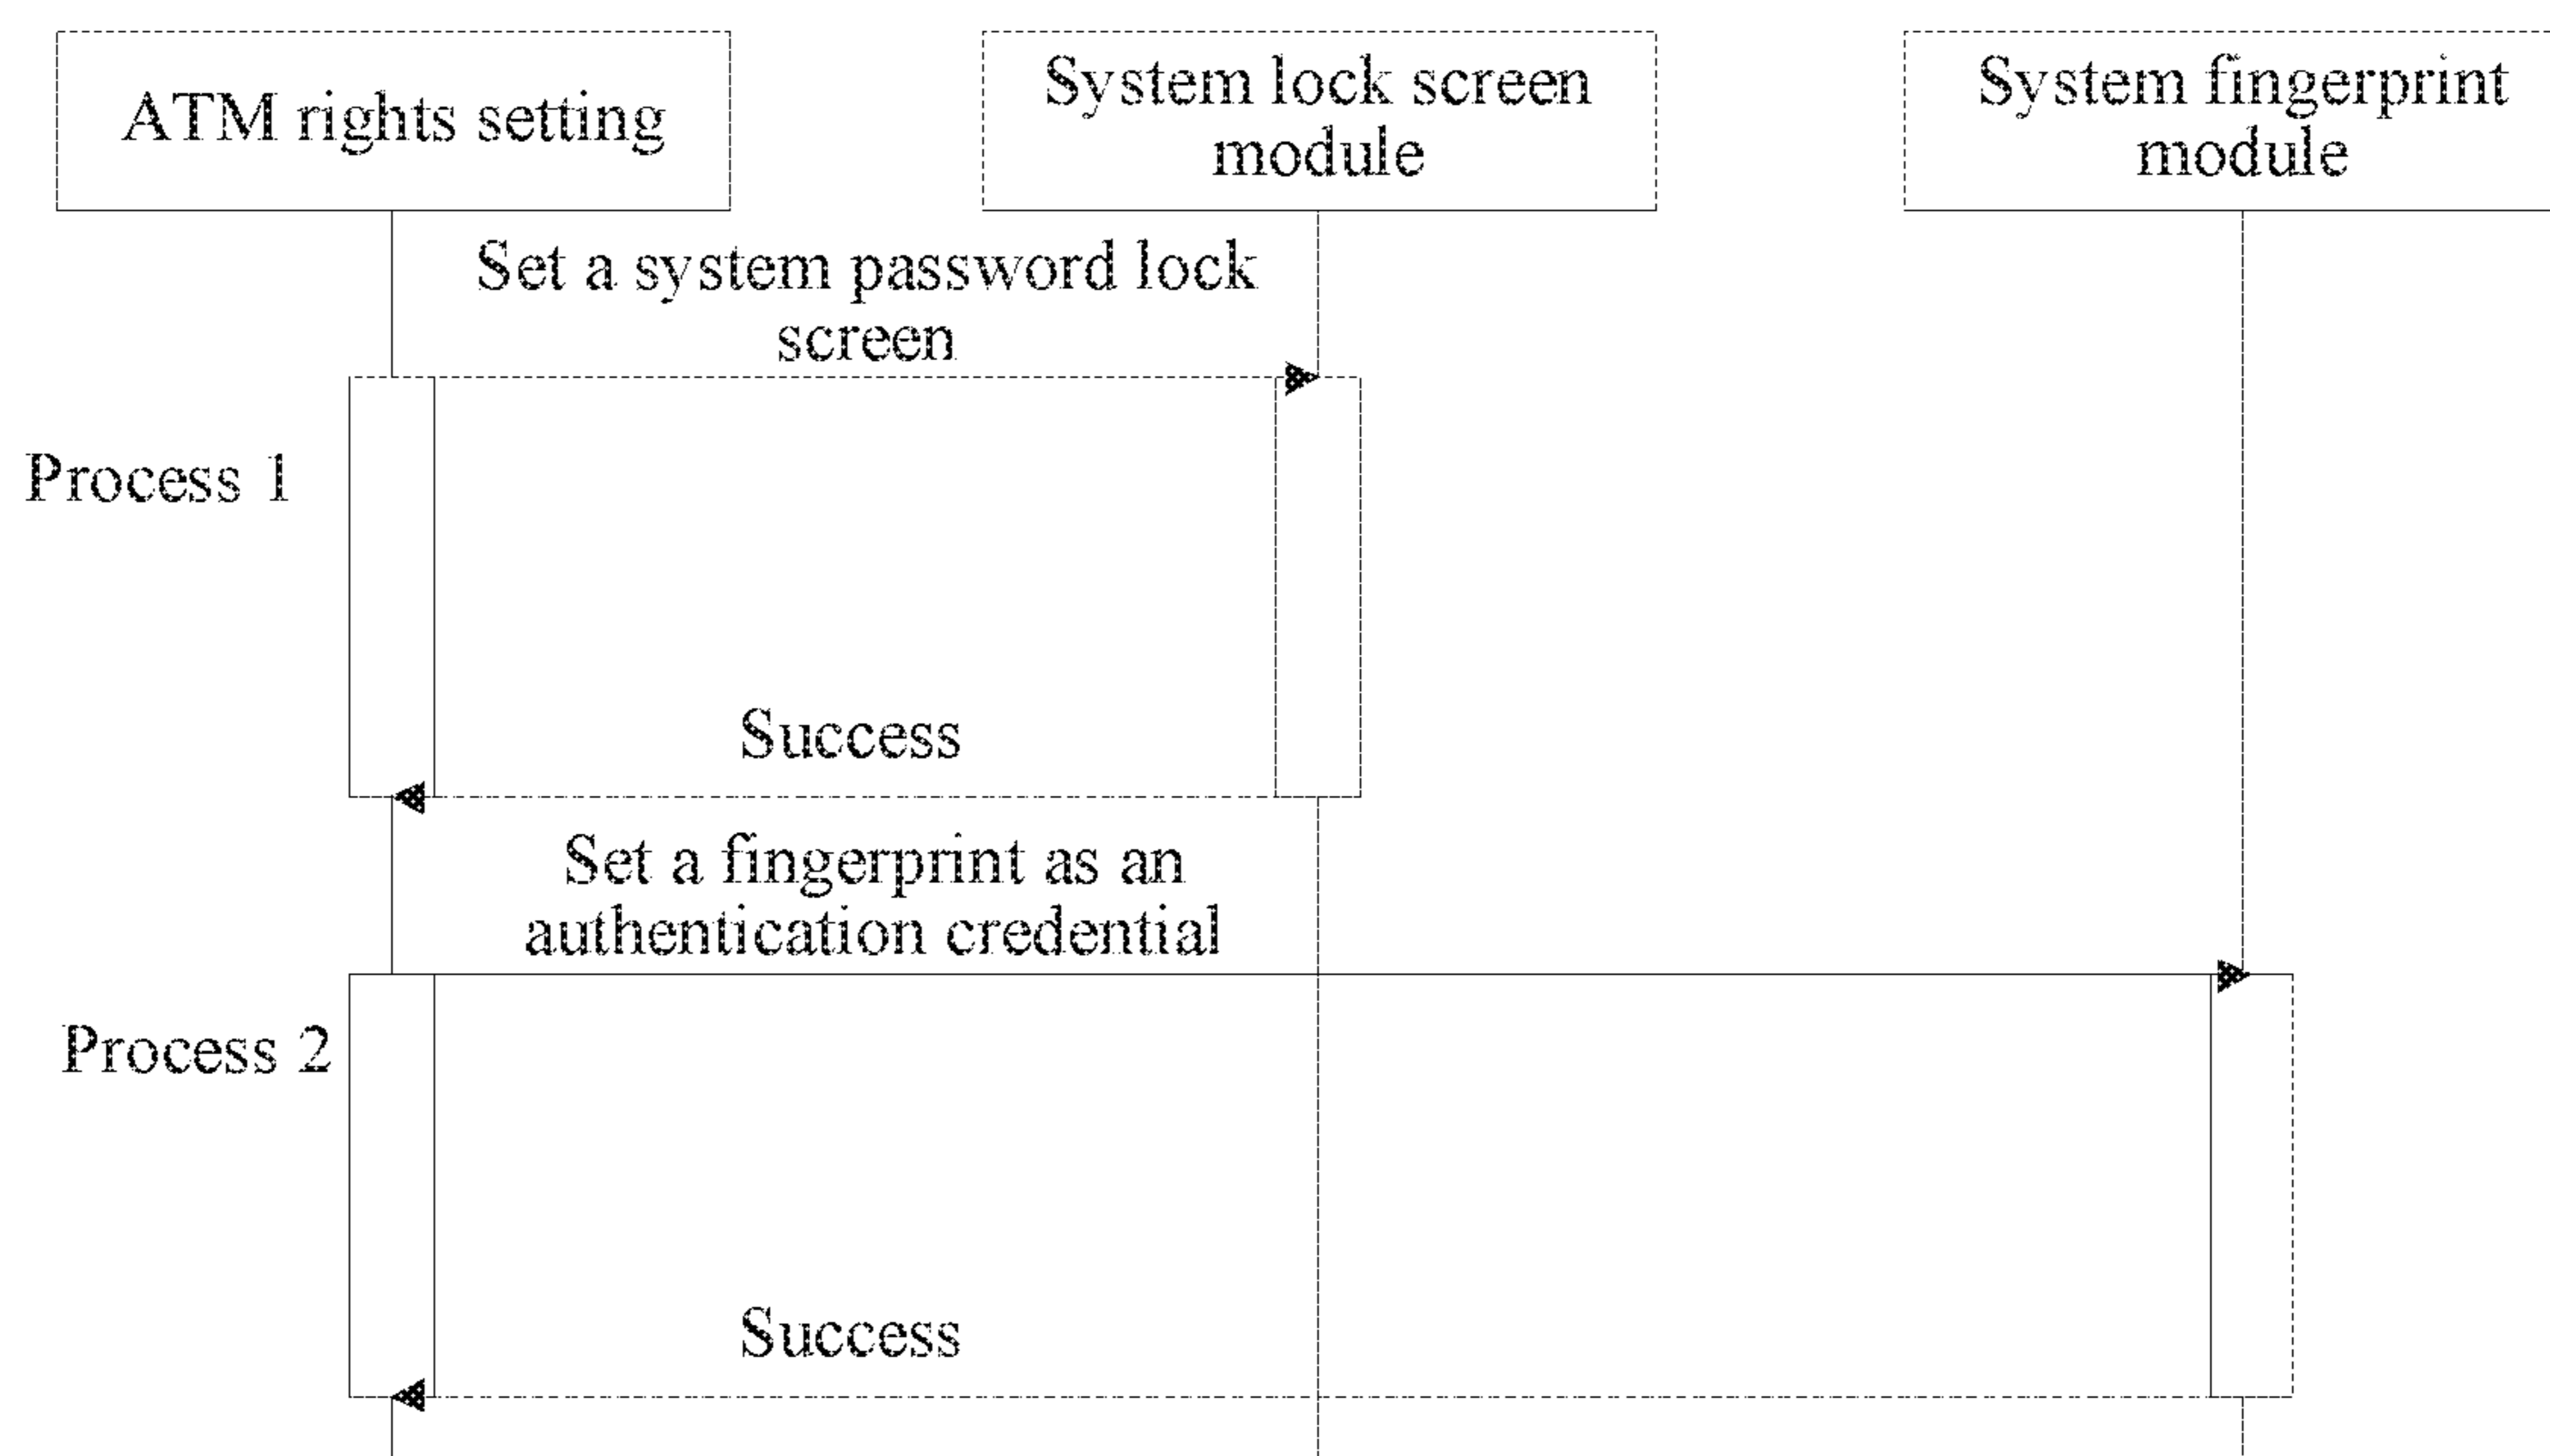 ATM rights setting
System lock screen
module
System fingerprint
module
Set a system password lock
screen
Process 1
Success
Set a fingerprint as an
authentication credential
Process 2
Success